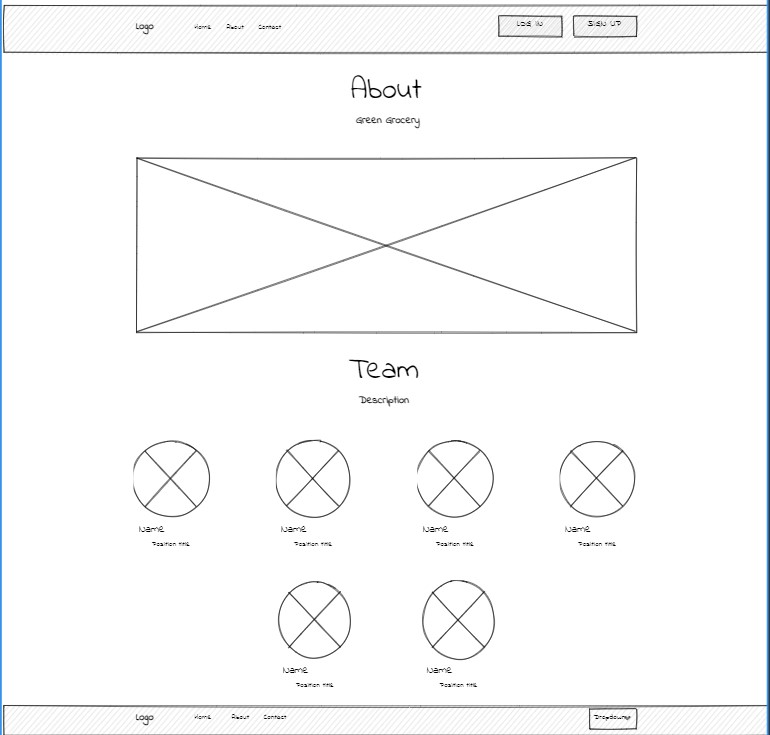 Logo Home About Contact LOG IN SIGN UP
About
Green Grocery
Team
Description
Name Name Name Name
Position title Position title Position title Position title
Name Name
Position title Position title
Logo Home About Contact Dropdown